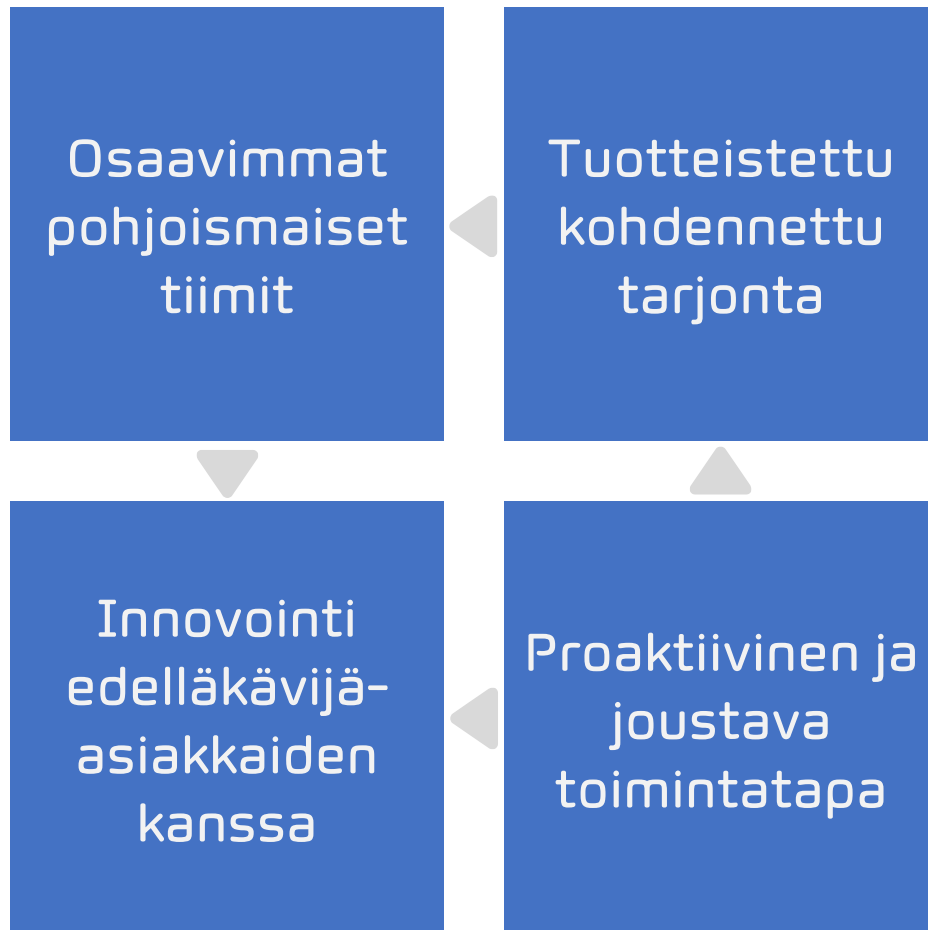 Osaavimmat
pohjoismaiset
tiimit
Tuotteistettu
kohdennettu
tarjonta
Innovointi
edelläkävijä-
asiakkaiden
kanssa
Proaktiivinen ja
joustava
toimintatapa